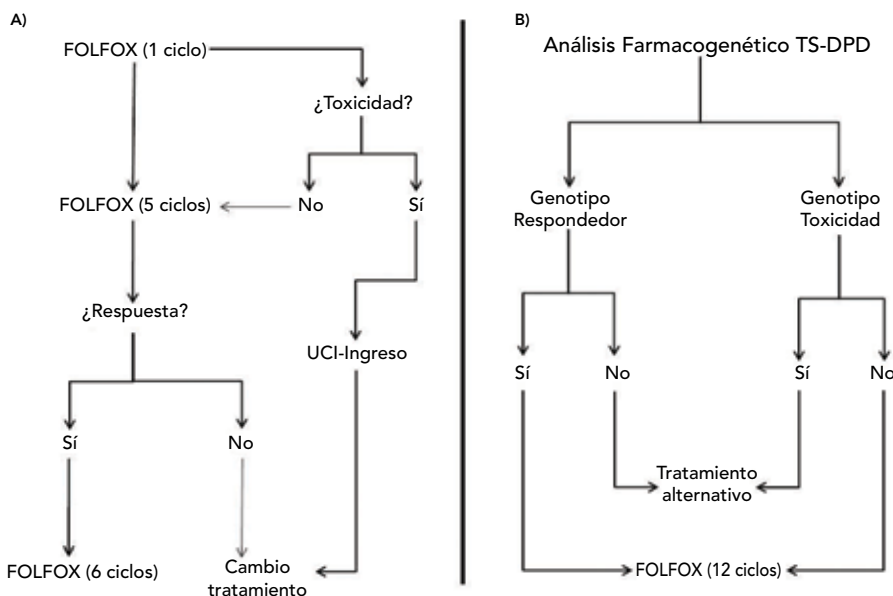 A)
FOLFOX (1 ciclo)
¿Toxicidad?
FOLFOX (5 ciclos)
No
Sí
¿Respuesta?
UCI-Ingreso
Sí
No
FOLFOX (6 ciclos)
Cambio
tratamiento
B)
Análisis Farmacogenético TS-DPD
Genotipo
Respondedor
Genotipo
Toxicidad
Sí
No
Sí
No
Tratamiento
alternativo
FOLFOX (12 ciclos)